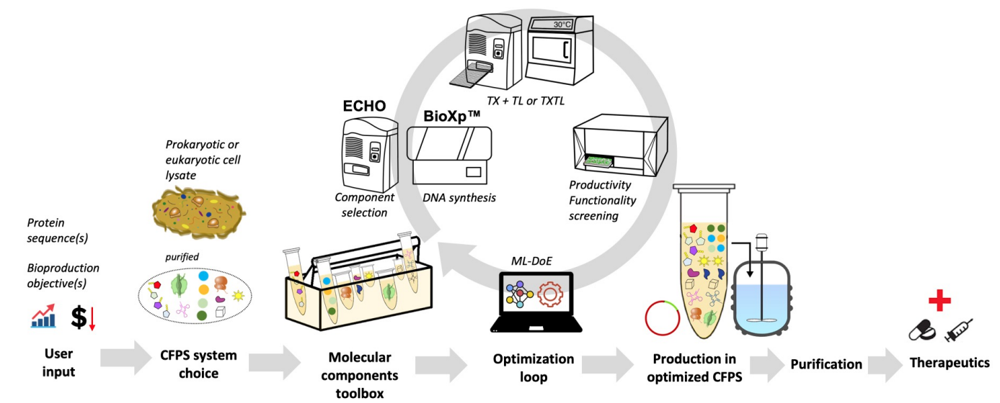 30°C
TX + TL or TXTL
ECHO
BioXp™
Component
selection
DNA synthesis
Productivity
Functionality
screening
ML-DoE
Prokaryotic or
eukaryotic cell
lysate
purified
Protein
sequence(s)
Bioproduction
objective(s)
$
User
input
CFPS system
choice
Molecular
components
toolbox
Optimization
loop
Production in
optimized CFPS
Purification
Therapeutics